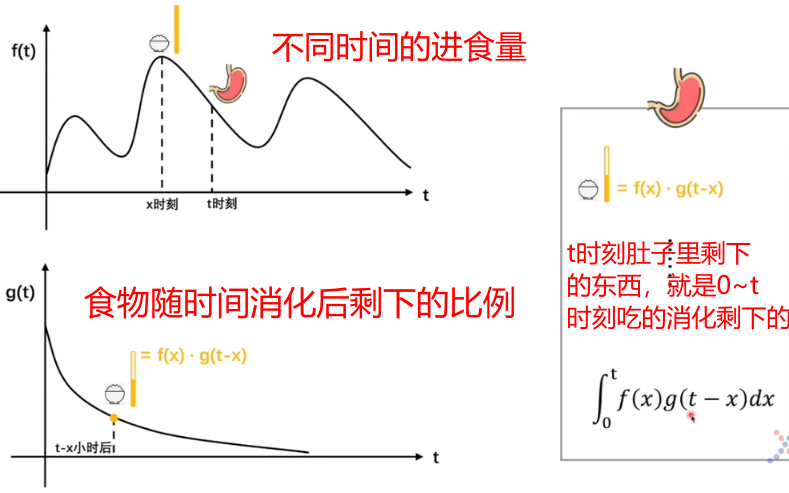 f(t)
不同时间的进食量
x时刻
t时刻
t
g(t)
食物随时间消化后剩下的比例
= f(x) · g(t-x)
t-x小时后
t
= f(x) · g(t-x)
t时刻肚子里剩下
的东西，就是0~t
时刻吃的消化剩下的
∫₀ᵗ f(x)g(t − x)dx